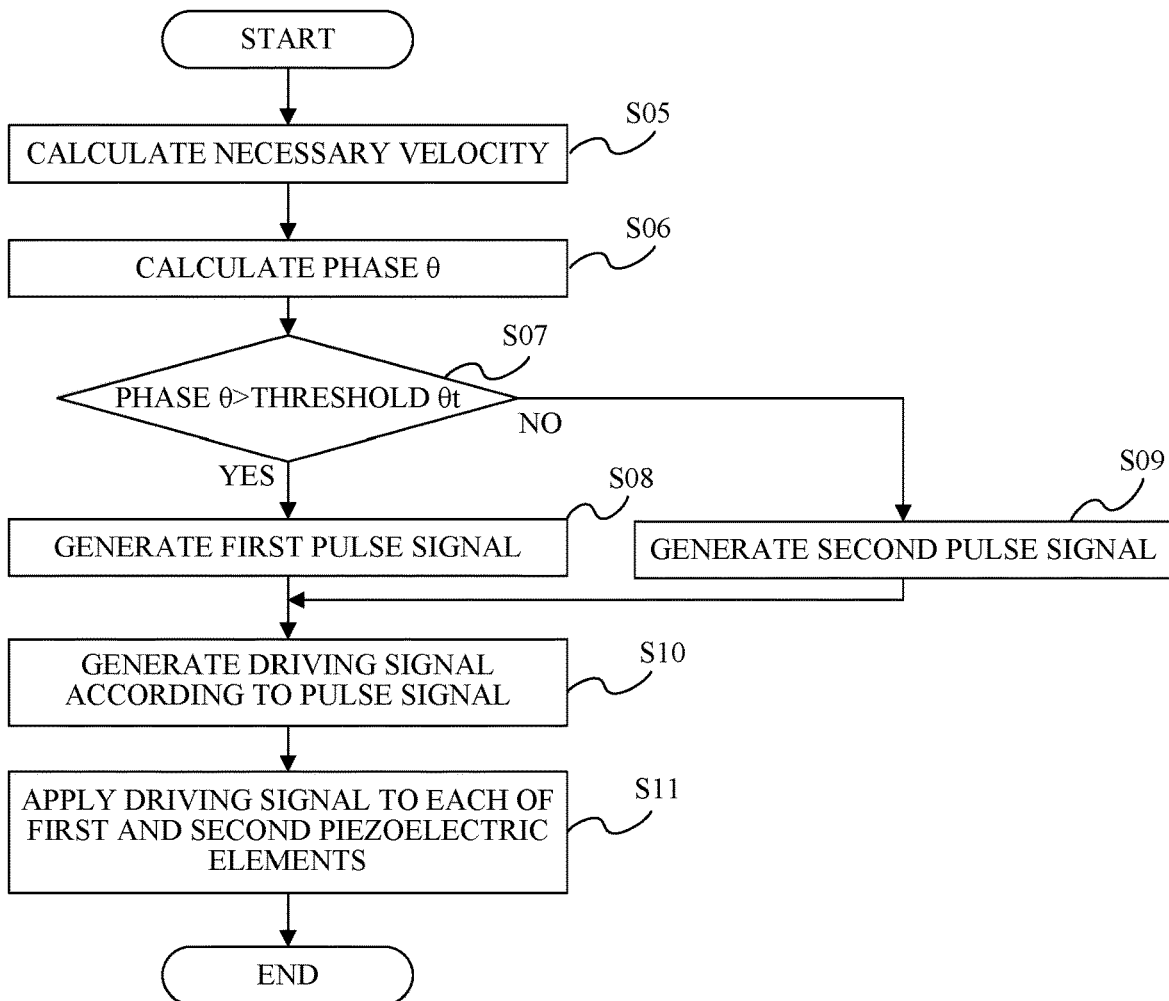 START
S05
CALCULATE NECESSARY VELOCITY
S06
CALCULATE PHASE θ
S07
PHASE θ>THRESHOLD θt
NO
YES
S08
GENERATE FIRST PULSE SIGNAL
S09
GENERATE SECOND PULSE SIGNAL
S10
GENERATE DRIVING SIGNAL
ACCORDING TO PULSE SIGNAL
S11
APPLY DRIVING SIGNAL TO EACH OF
FIRST AND SECOND PIEZOELECTRIC
ELEMENTS
END